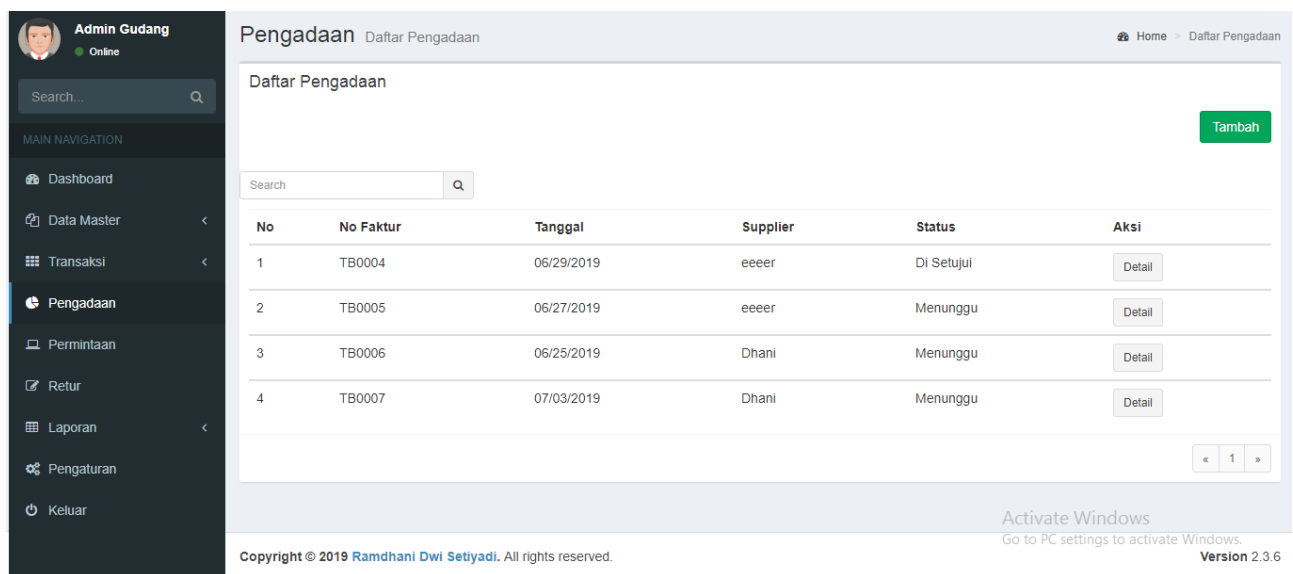 Admin Gudang
Online
Search...
MAIN NAVIGATION
Dashboard
Data Master
Transaksi
Pengadaan
Permintaan
Retur
Laporan
Pengaturan
Keluar
Pengadaan Daftar Pengadaan
Home > Daftar Pengadaan
Daftar Pengadaan
Tambah
Search
No No Faktur Tanggal Supplier Status Aksi
1 TB0004 06/29/2019 eeeer Di Setujui Detail
2 TB0005 06/27/2019 eeeer Menunggu Detail
3 TB0006 06/25/2019 Dhani Menunggu Detail
4 TB0007 07/03/2019 Dhani Menunggu Detail
« 1 »
Activate Windows
Go to PC settings to activate Windows.
Copyright © 2019 Ramdhani Dwi Setiyadi. All rights reserved.
Version 2.3.6